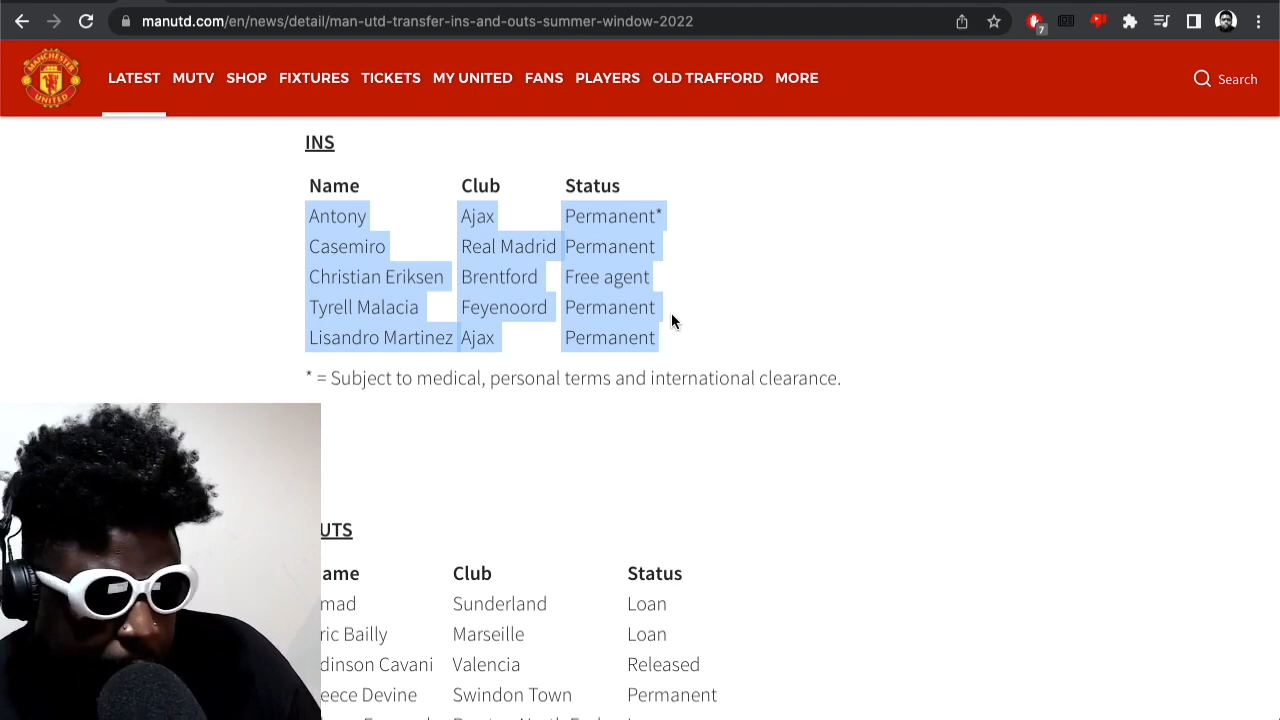 manutd.com/en/news/detail/man-utd-transfer-ins-and-outs-summer-window-2022
7
MANCHESTER
UNITED
LATEST MUTV SHOP FIXTURES TICKETS MY UNITED FANS PLAYERS OLD TRAFFORD MORE
Search
INS
Name Club Status
Antony Ajax Permanent*
Casemiro Real Madrid Permanent
Christian Eriksen Brentford Free agent
Tyrell Malacia Feyenoord Permanent
Lisandro Martinez Ajax Permanent
* = Subject to medical, personal terms and international clearance.
UTS
ame Club Status
mad Sunderland Loan
ric Bailly Marseille Loan
dinson Cavani Valencia Released
eece Devine Swindon Town Permanent